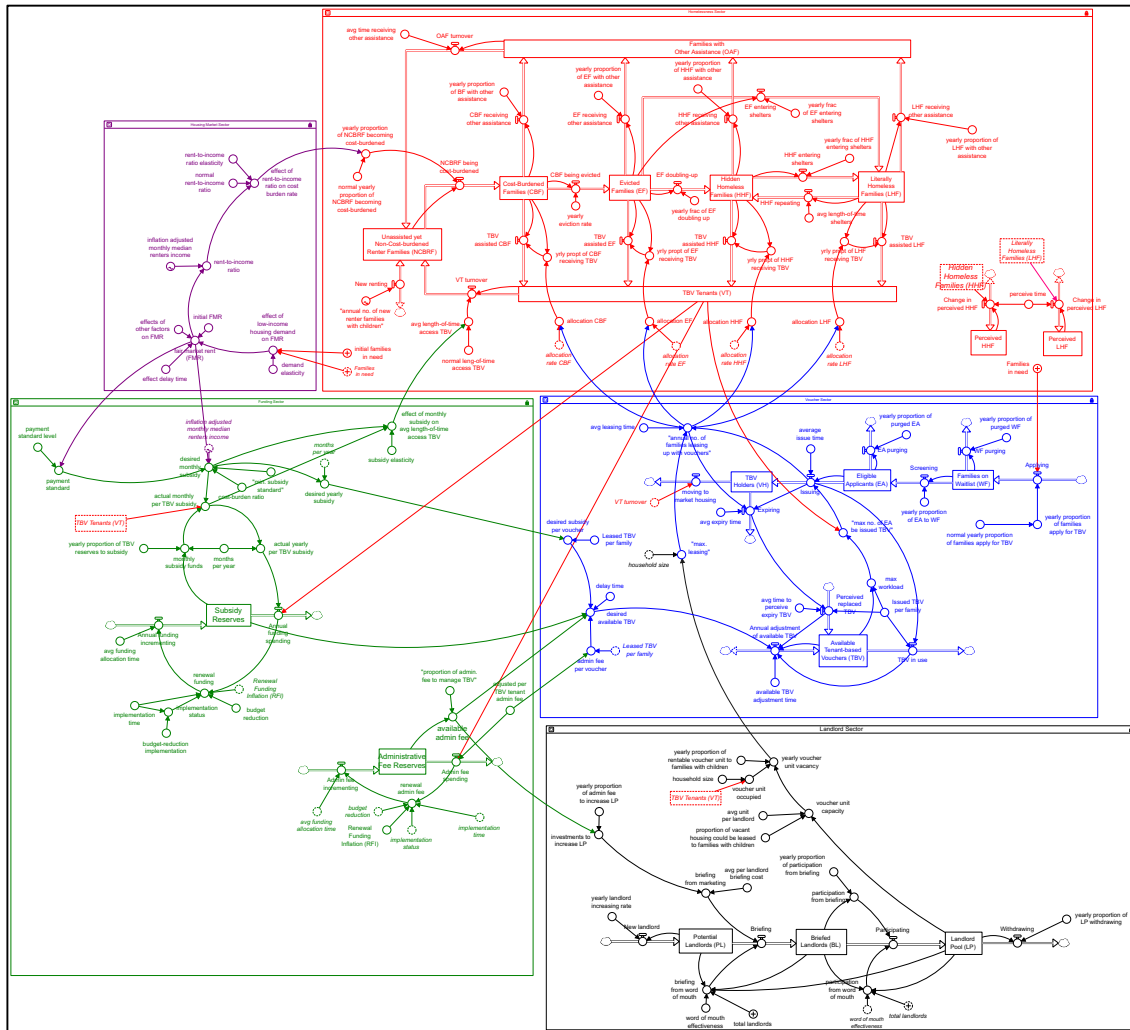 Homelessness Sector
avg time receiving
other assistance
OAF turnover
Families with
Other Assistance (OAF)
yearly proportion
of BF with other
assistance
yearly proportion
of EF with other
assistance
yearly proportion
of HHF with other
assistance
CBF receiving
other assistance
EF receiving
other assistance
HHF receiving
other assistance
EF entering
shelters
yearly frac
of EF entering
shelters
LHF receiving
other assistance
yearly proportion of
LHF with other
assistance
yearly proportion
of NCBRF becoming
cost-burdened
NCBRF being
cost-burdened
normal yearly
proportion of
NCBRF becoming
cost-burdened
Cost-Burdened
Families (CBF)
CBF being evicted
yearly
eviction rate
Evicted
Families (EF)
EF doubling-up
yearly frac of EF
doubling up
Hidden
Homeless
Families (HHF)
HHF entering
shelters
yearly frac of HHF
entering shelters
HHF repeating
avg length-of-time
shelters
Literally
Homeless
Families (LHF)
Unassisted yet
Non-Cost-burdened
Renter Families (NCBRF)
TBV
assisted CBF
yrly propt of CBF
receiving TBV
TBV
assisted EF
yrly propt of EF
receiving TBV
TBV
assisted HHF
yrly propt of HHF
receiving TBV
yrly propt of LHF
receiving TBV
TBV
assisted LHF
New renting
"annual no. of new
renter families
with children"
VT turnover
TBV Tenants (VT)
avg length-of-time
access TBV
normal leng-of-time
access TBV
allocation CBF
allocation
rate CBF
allocation EF
allocation
rate EF
allocation HHF
allocation
rate HHF
allocation LHF
allocation
rate LHF
Hidden
Homeless
Families (HHF)
Literally
Homeless
Families (LHF)
Change in
perceived HHF
perceive time
Change in
perceived LHF
Perceived
HHF
Perceived
LHF
Families
in need
Housing Market Sector
rent-to-income
ratio elasticity
normal
rent-to-income ratio
effect of
rent-to-income
ratio on cost
burden rate
inflation adjusted
monthly median
renters income
rent-to-income
ratio
effects of
other factors
on FMR
initial FMR
effect of
low-income
housing demand
on FMR
fair market rent
(FMR)
effect delay time
demand
elasticity
initial families
in need
Families
in need
Funding Sector
payment
standard level
payment
standard
inflation adjusted
monthly median
renters income
desired
monthly
subsidy
"min. subsidy
standard"
cost-burden ratio
months
per year
desired yearly
subsidy
effect of monthly
subsidy on
avg length-of-time
access TBV
subsidy elasticity
actual monthly
per TBV subsidy
TBV Tenants (VT)
yearly proportion of TBV
reserves to subsidy
monthly
subsidy funds
months
per year
actual yearly
per TBV subsidy
Subsidy
Reserves
Annual funding
incrementing
Annual
funding
spending
avg funding
allocation time
renewal
funding
Renewal
Funding
Inflation (RFI)
implementation
time
implementation
status
budget
reduction
budget-reduction
implementation
"proportion of admin.
fee to manage TBV"
adjusted per
TBV tenant
admin fee
available
admin fee
Administrative
Fee Reserves
Admin fee
incrementing
Admin fee
spending
renewal
admin fee
avg funding
allocation time
budget
reduction
Renewal
Funding
Inflation (RFI)
implementation
status
implementation
time
Voucher Sector
avg leasing time
"annual no. of
families leasing
up with vouchers"
average
issue time
yearly proportion of
purged EA
EA purging
yearly proportion of
purged WF
WF purging
Applying
TBV
Holders (VH)
moving to
market housing
VT turnover
Issuing
Eligible
Applicants (EA)
Screening
Families on
Waitlist (WF)
yearly proportion
of EA to WF
normal yearly proportion
of families apply for TBV
yearly proportion
of families
apply for TBV
Expiring
avg expiry time
"max no. of EA
be issued TBV"
desired subsidy
per voucher
Leased TBV
per family
household size
"max.
leasing"
delay time
desired
available TBV
Leased TBV
per family
admin fee
per voucher
avg time to
perceive
expiry TBV
Perceived
replaced
TBV
max
workload
Issued TBV
per family
Annual adjustment
of available TBV
Available
Tenant-based
Vouchers (TBV)
TBV in use
available TBV
adjustment time
Landlord Sector
yearly proportion of
rentable voucher unit to
families with children
yearly voucher
unit vacancy
household size
TBV Tenants (VT)
voucher unit
occupied
avg unit
per landlord
voucher unit
capacity
proportion of vacant
housing could be leased
to families with children
yearly proportion
of admin fee
to increase LP
investments to
increase LP
briefing
from marketing
avg per landlord
briefing cost
yearly proportion
of participation
from briefing
participation
from briefing
yearly landlord
increasing rate
New landlord
Potential
Landlords (PL)
Briefing
Briefed
Landlords (BL)
Participating
Landlord
Pool (LP)
Withdrawing
yearly proportion of
LP withdrawing
briefing
from word of
mouth
word of mouth
effectiveness
total landlords
participation
from word of
mouth
word of mouth
effectiveness
total landlords